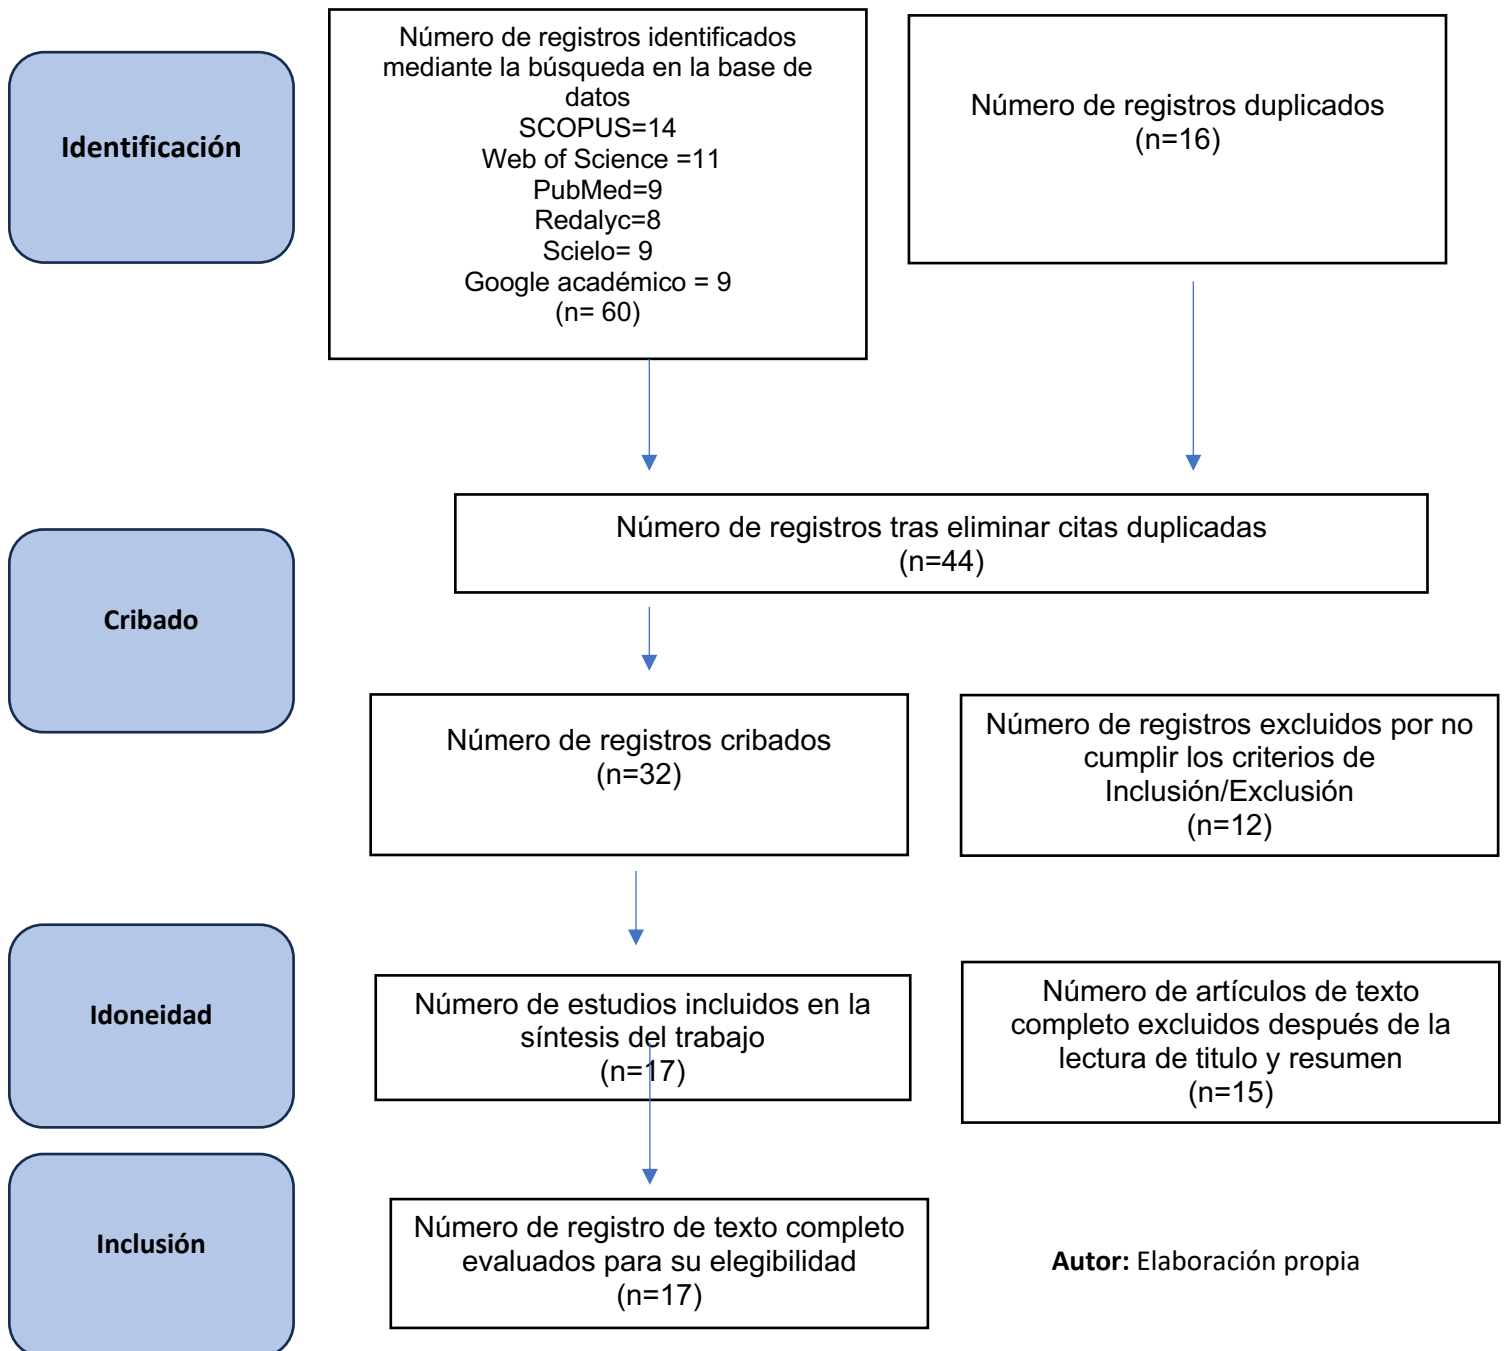 Identificación
Número de registros identificados
mediante la búsqueda en la base de
datos
SCOPUS=14
Web of Science =11
PubMed=9
Redalyc=8
Scielo= 9
Google académico = 9
(n= 60)
Número de registros duplicados
(n=16)
Cribado
Número de registros tras eliminar citas duplicadas
(n=44)
Número de registros cribados
(n=32)
Número de registros excluidos por no
cumplir los criterios de
Inclusión/Exclusión
(n=12)
Idoneidad
Número de estudios incluidos en la
síntesis del trabajo
(n=17)
Número de artículos de texto
completo excluidos después de la
lectura de titulo y resumen
(n=15)
Inclusión
Número de registro de texto completo
evaluados para su elegibilidad
(n=17)
Autor: Elaboración propia